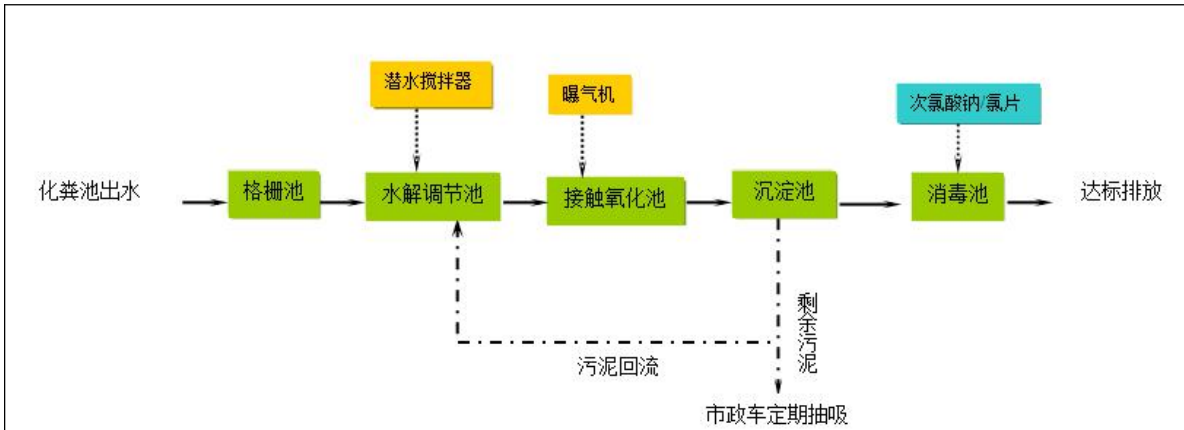 潜水搅拌器
曝气机
次氯酸钠/氯片
化粪池出水
格栅池
水解调节池
接触氧化池
沉淀池
消毒池
达标排放
剩余污泥
污泥回流
市政车定期抽吸